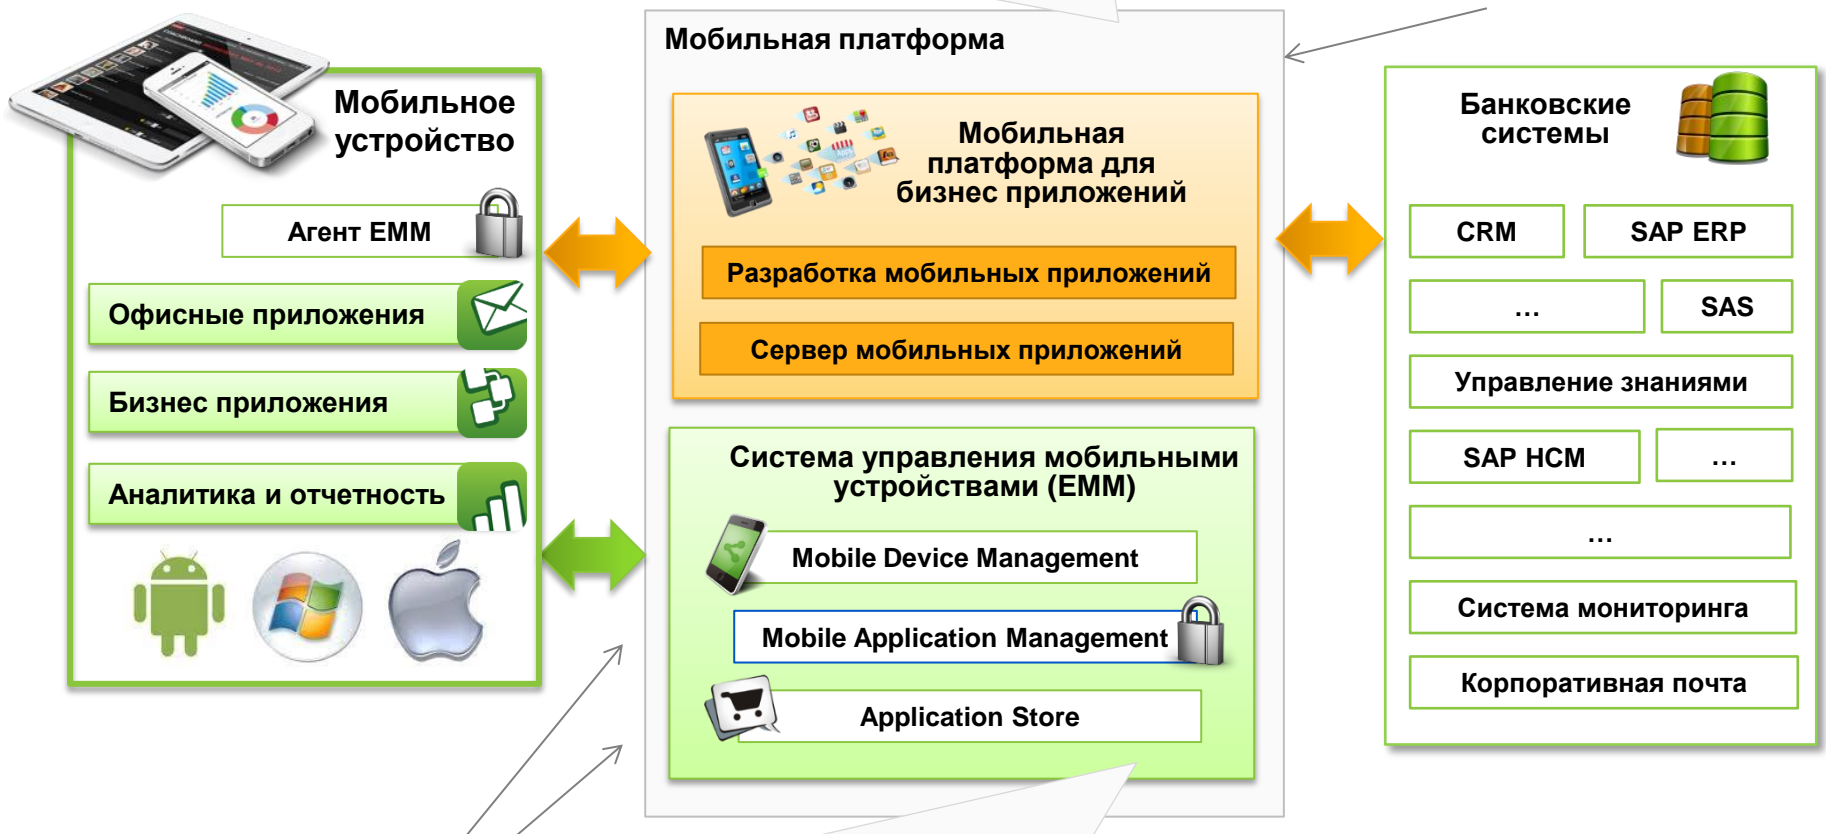 Мобильная платформа
Мобильное
устройство
Агент EMM
Офисные приложения
Бизнес приложения
Аналитика и отчетность
Мобильная
платформа для
бизнес приложений
Разработка мобильных приложений
Сервер мобильных приложений
Система управления мобильными
устройствами (EMM)
Mobile Device Management
Mobile Application Management
Application Store
Банковские
системы
CRM
SAP ERP
...
SAS
Управление знаниями
SAP HCM
...
...
Система мониторинга
Корпоративная почта